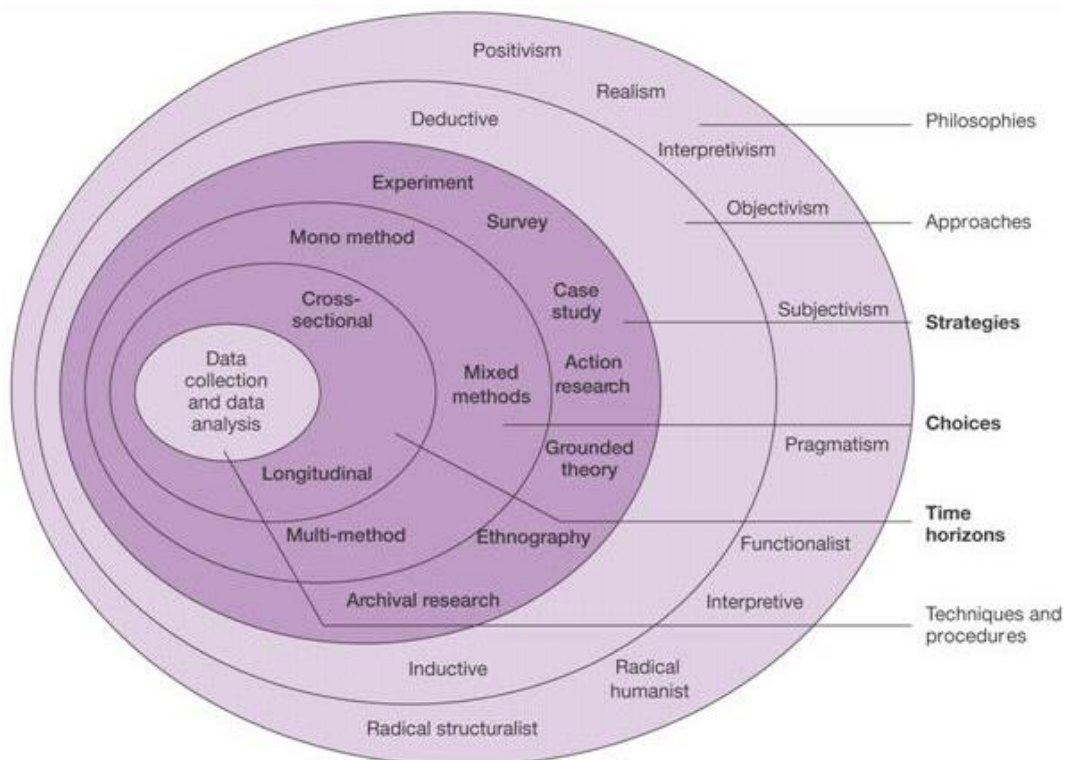 Positivism
Realism
Philosophies
Deductive
Interpretivism
Experiment
Objectivism
Approaches
Survey
Mono method
Cross-
sectional
Case
study
Subjectivism
Strategies
Data
collection
and data
analysis
Mixed
methods
Action
research
Choices
Pragmatism
Grounded
theory
Longitudinal
Time
horizons
Multi-method
Ethnography
Functionalist
Archival research
Interpretive
Techniques and
procedures
Inductive
Radical
humanist
Radical structuralist